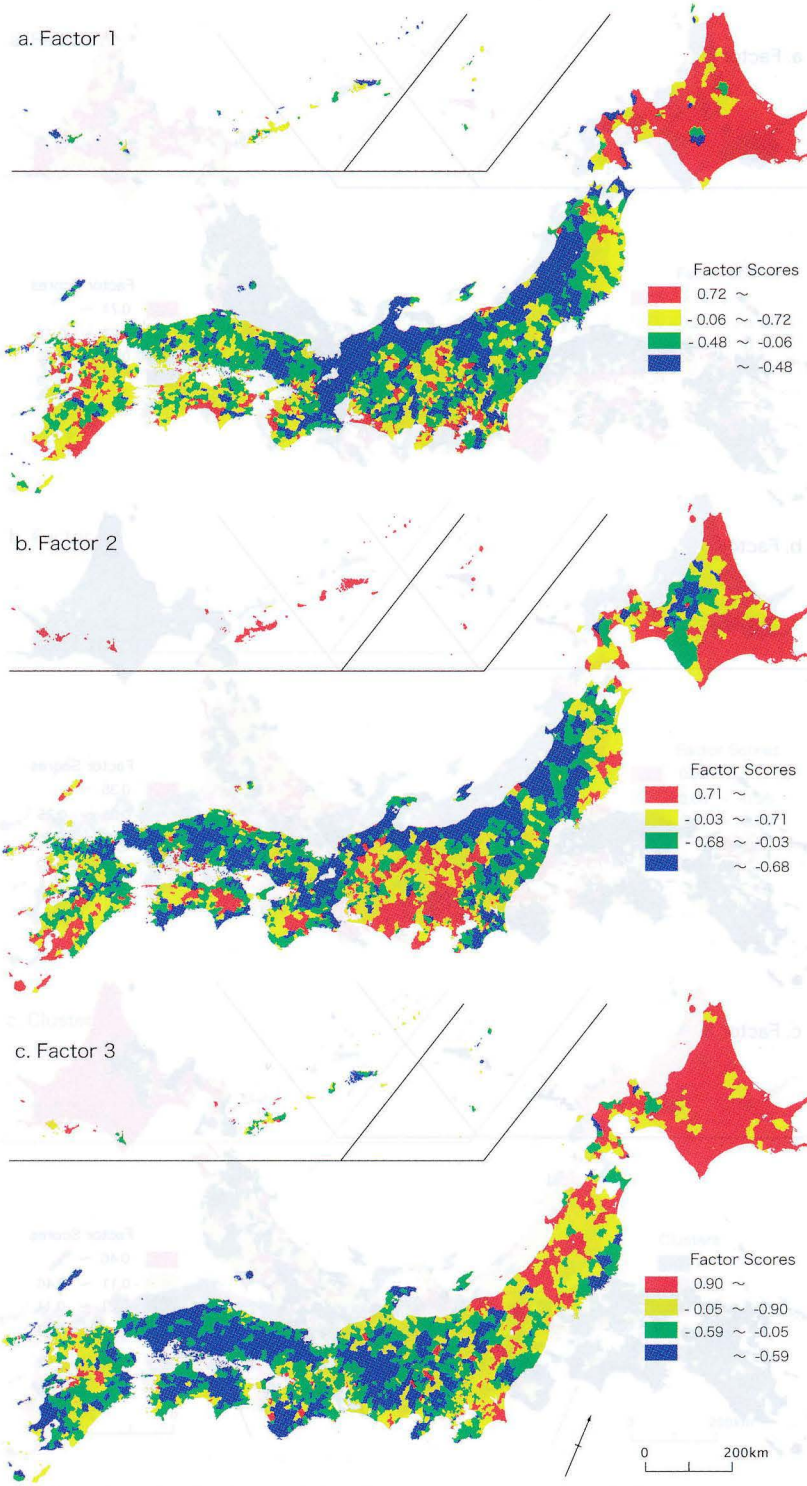 a. Factor 1
Factor Scores
0.72 ~
- 0.06 ~ -0.72
- 0.48 ~ -0.06
~ -0.48
b. Factor 2
Factor Scores
0.71 ~
- 0.03 ~ -0.71
- 0.68 ~ -0.03
~ -0.68
c. Factor 3
Factor Scores
0.90 ~
- 0.05 ~ -0.90
- 0.59 ~ -0.05
~ -0.59
0 200km